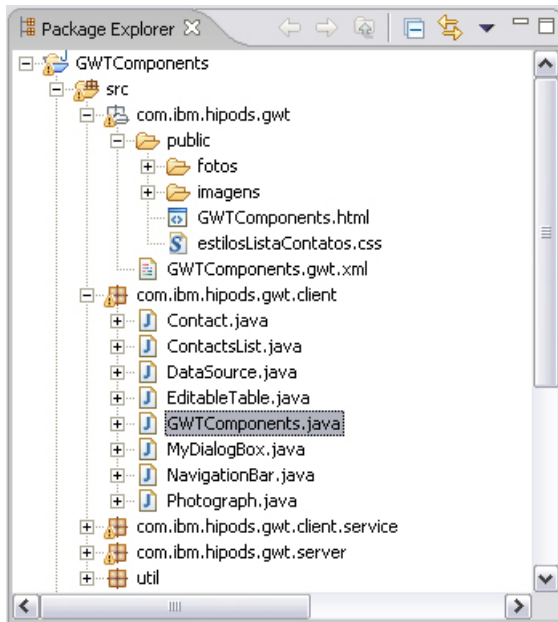 Package Explorer
GWTComponents
src
com.ibm.hipods.gwt
public
fotos
imagens
GWTComponents.html
estilosListaContatos.css
GWTComponents.gwt.xml
com.ibm.hipods.gwt.client
Contact.java
ContactsList.java
DataSource.java
EditableTable.java
GWTComponents.java
MyDialogBox.java
NavigationBar.java
Photograph.java
com.ibm.hipods.gwt.client.service
com.ibm.hipods.gwt.server
util